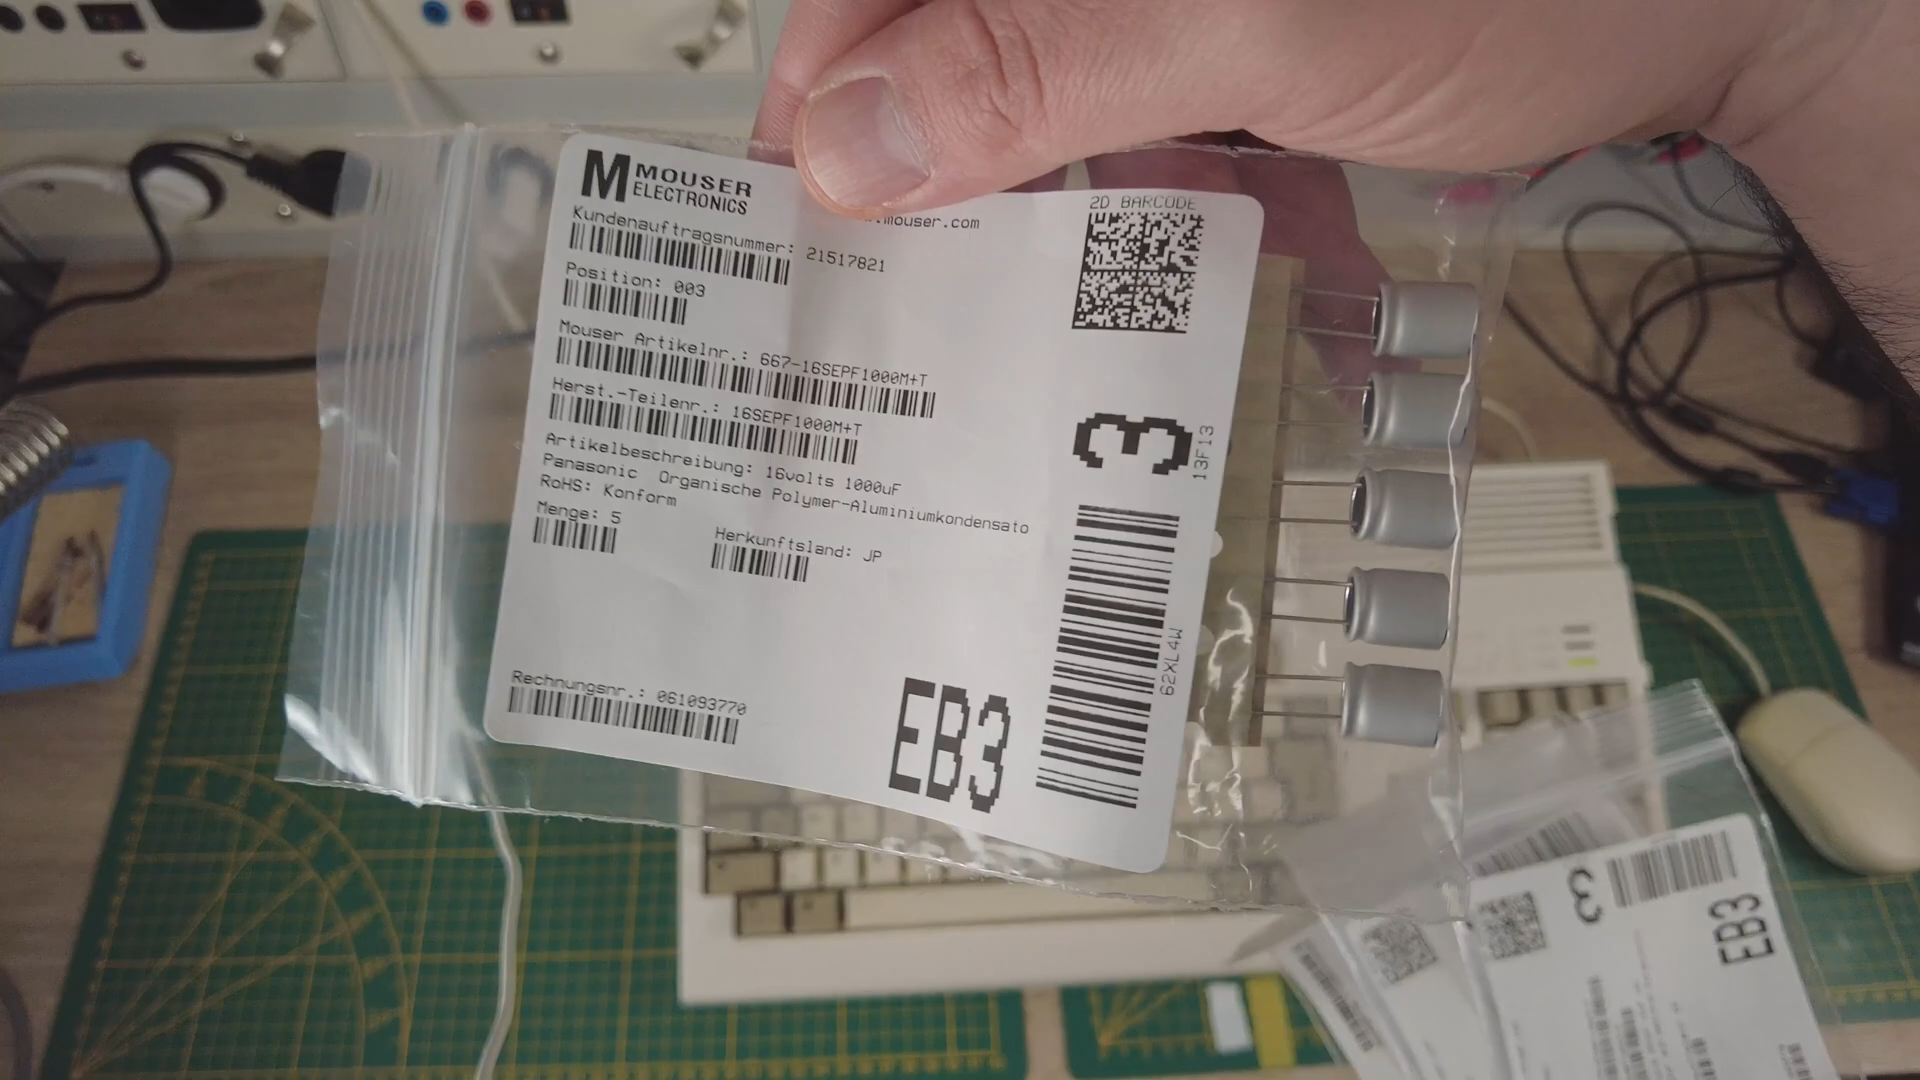 MOUSER
ELECTRONICS
mouser.com
2D BARCODE
Kundenauftragsnummer: 21517821
Position: 003
Mouser Artikelnr.: 667-16SEPF1000M+T
Herst.-Teilenr.: 16SEPF1000M+T
Artikelbeschreibung: 16volts 1000uF
Panasonic Organische Polymer-Aluminiumkondensato
RoHS: Konform
Menge: 5
Herkunftsland: JP
Rechnungsnr.: 061093770
EB3
3
13F13
62XL4W
3
EB3